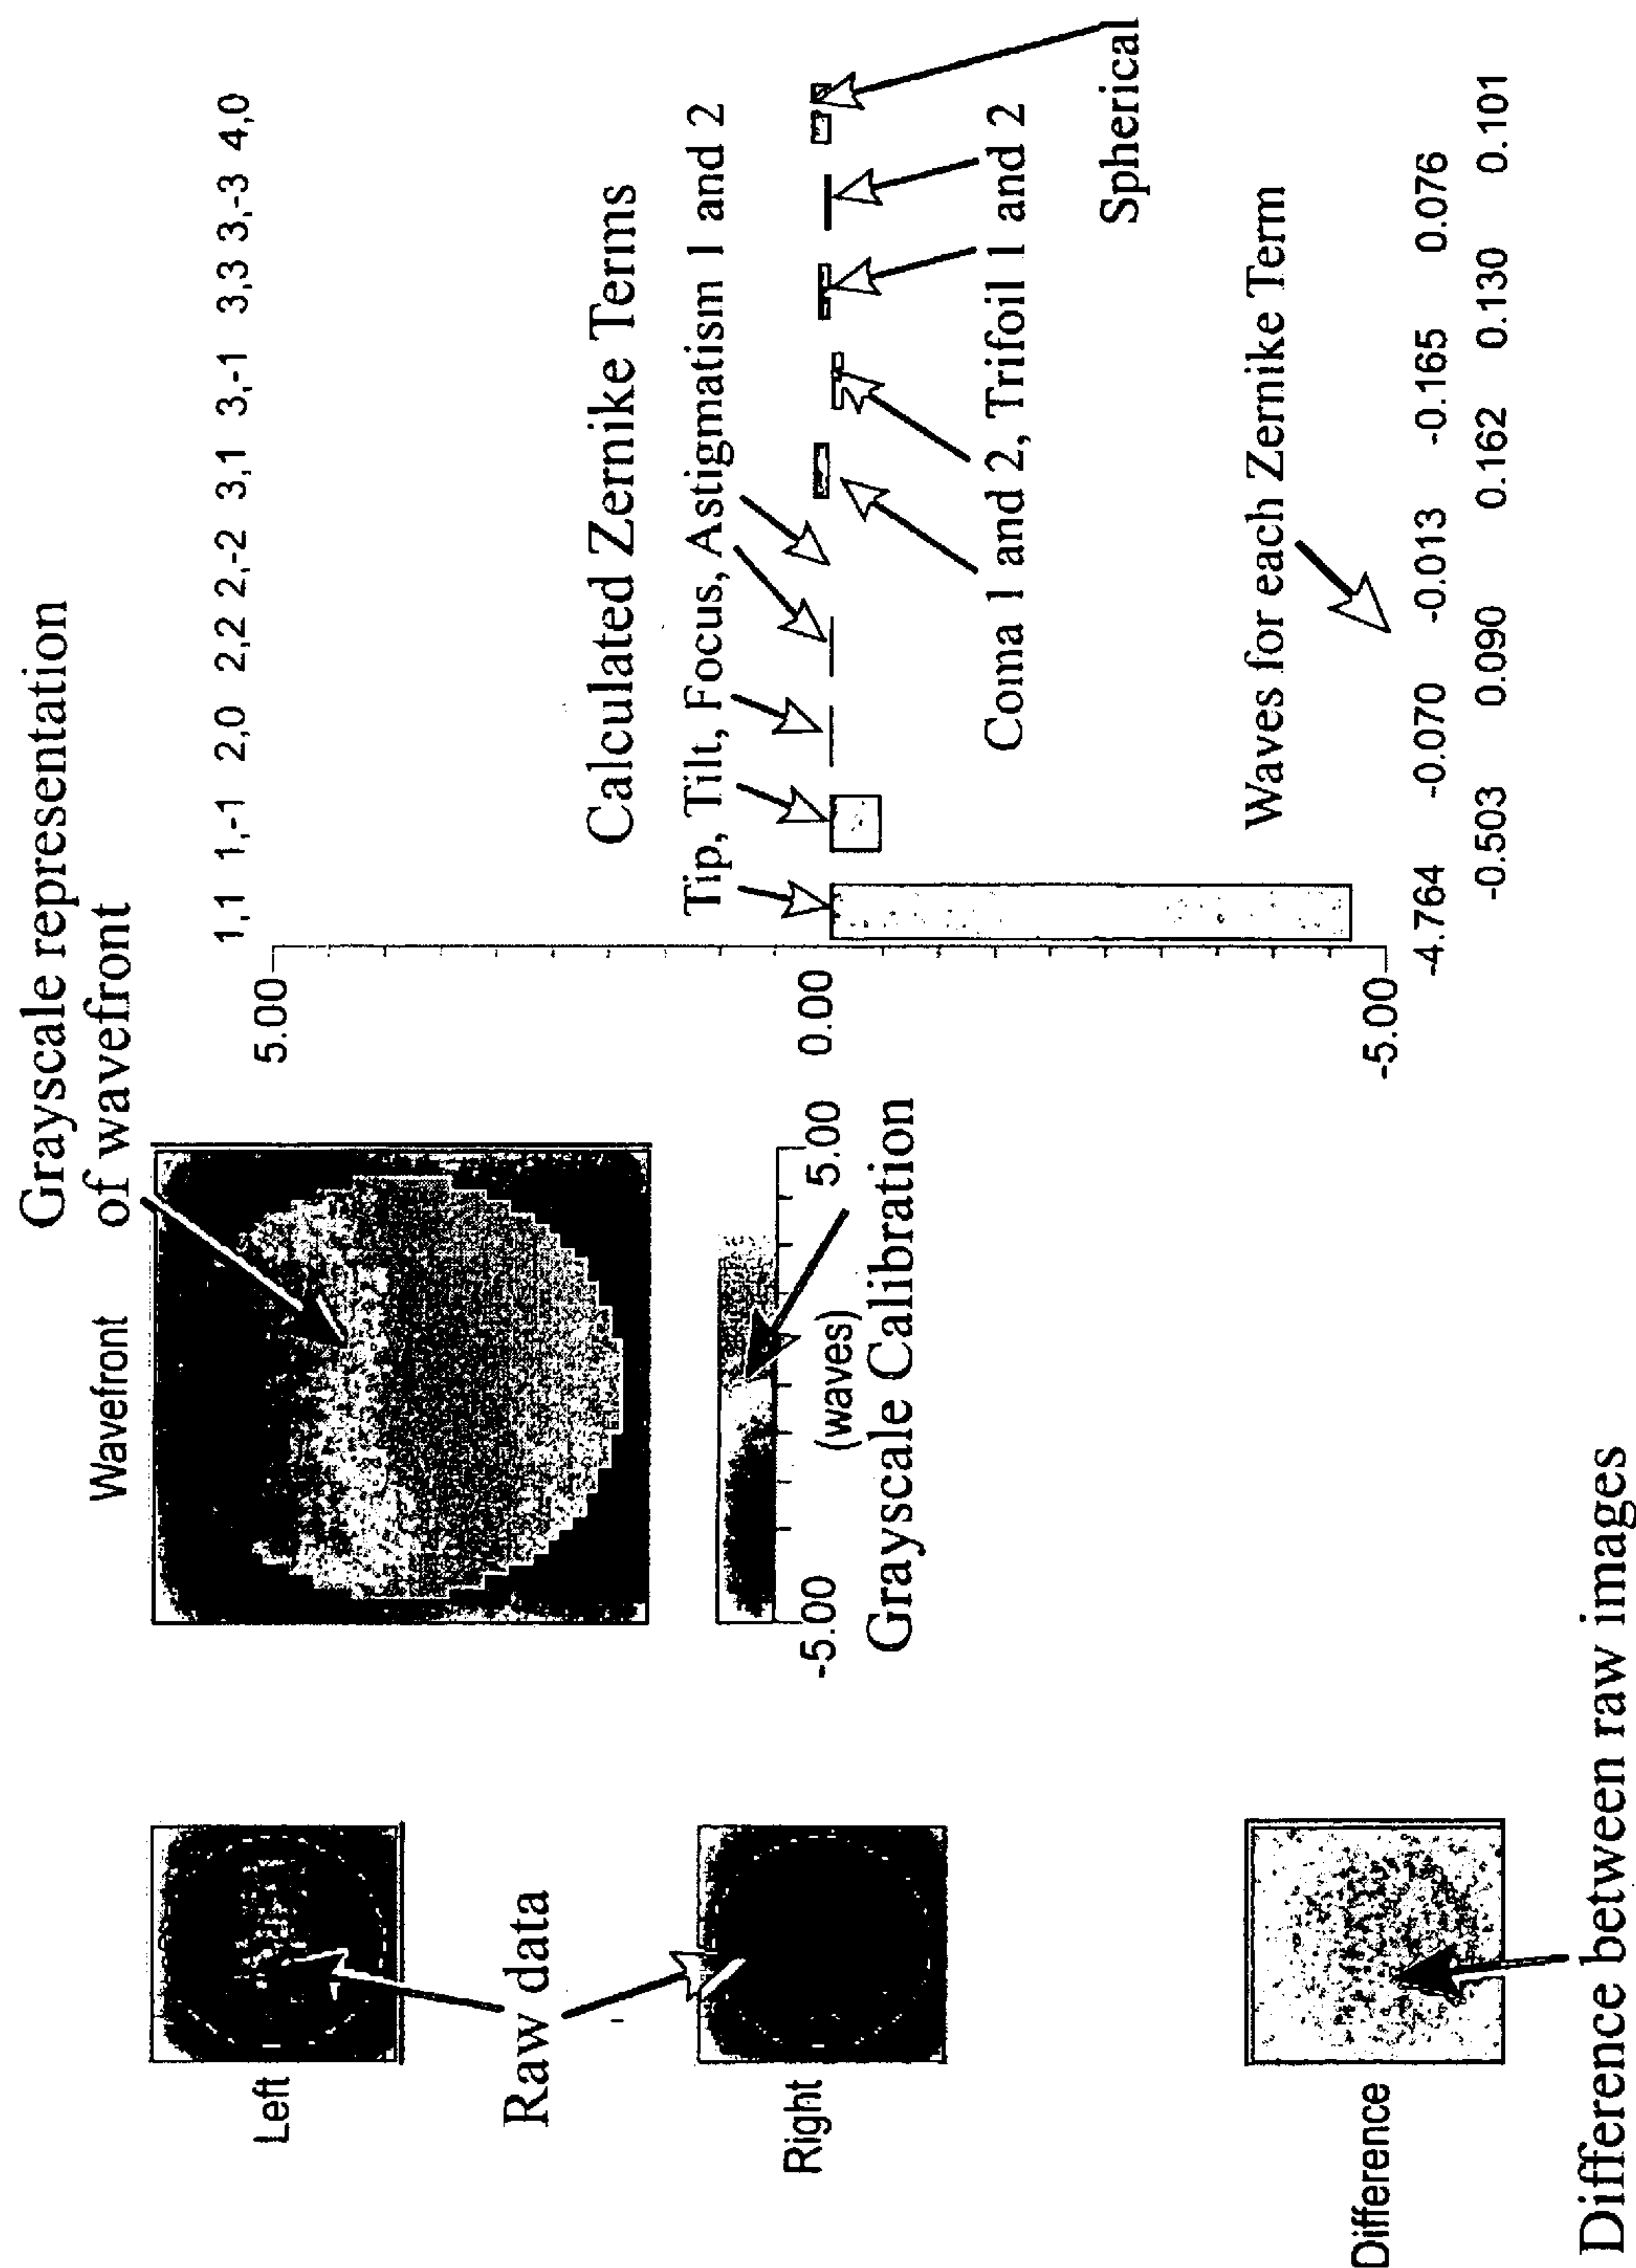 Grayscale representation
of wavefront
Left
Raw data
Right
Difference
Difference between raw images
Wavefront
-5.00
5.00
(waves)
Grayscale Calibration
1,1 1,-1 2,0 2,2 2,-2 3,1 3,-1 3,3 3,-3 4,0
5.00
0.00
-5.00
Calculated Zernike Terms
Tip, Tilt, Focus, Astigmatism 1 and 2
Coma 1 and 2, Trifoil 1 and 2
Spherical
Waves for each Zernike Term
-4.764 -0.070 -0.013 -0.165 0.076
-0.503 0.090 0.162 0.130 0.101